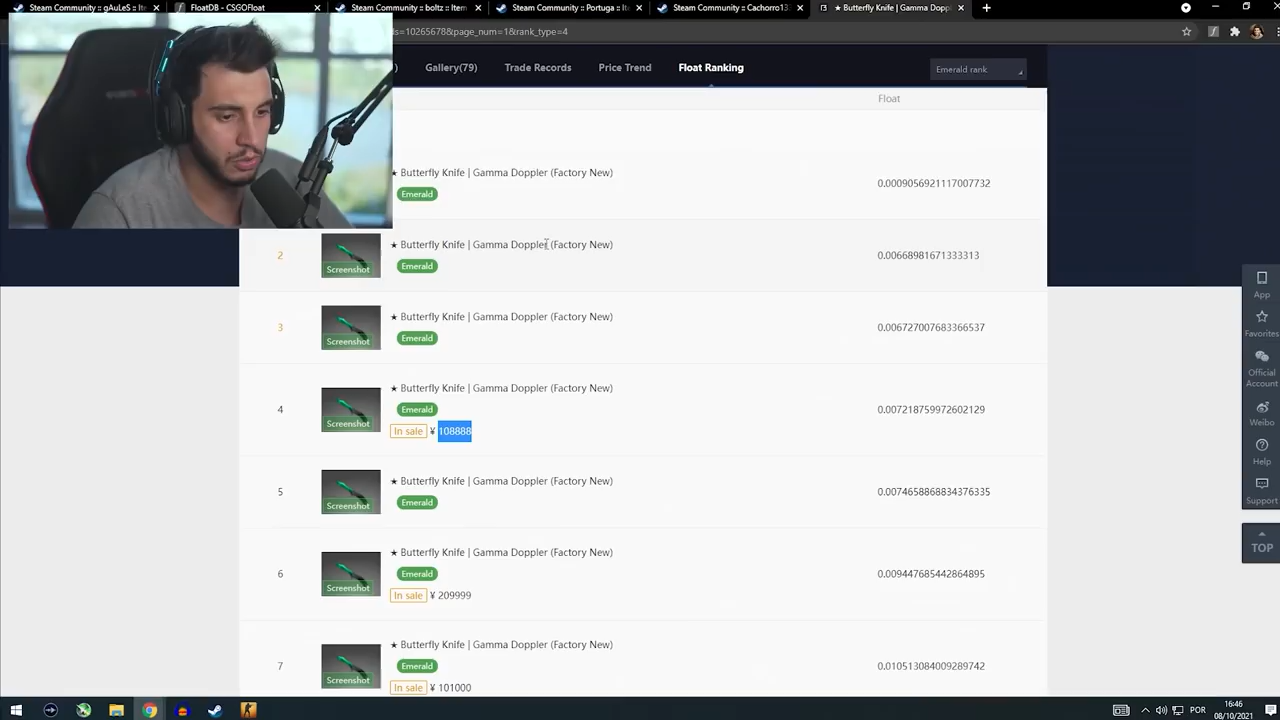 Steam Community :: gAuLeS :: Ite
FloatDB - CSGOFloat
Steam Community :: boltz :: Item
Steam Community :: Portuga :: Ite
Steam Community :: Cachorro13
★ Butterfly Knife | Gamma Dopple
is=10265678&page_num=1&rank_type=4
Gallery(79)
Trade Records
Price Trend
Float Ranking
Emerald rank
Float
★ Butterfly Knife | Gamma Doppler (Factory New)
Emerald
0.0009056921117007732
2
Screenshot
★ Butterfly Knife | Gamma Doppler (Factory New)
Emerald
0.00668981671333313
3
Screenshot
★ Butterfly Knife | Gamma Doppler (Factory New)
Emerald
0.006727007683366537
4
Screenshot
★ Butterfly Knife | Gamma Doppler (Factory New)
Emerald
In sale ¥ 108888
0.007218759972602129
5
Screenshot
★ Butterfly Knife | Gamma Doppler (Factory New)
Emerald
0.0074658868834376335
6
Screenshot
★ Butterfly Knife | Gamma Doppler (Factory New)
Emerald
In sale ¥ 209999
0.009447685442864895
7
Screenshot
★ Butterfly Knife | Gamma Doppler (Factory New)
Emerald
In sale ¥ 101000
0.010513084009289742
App
Favorites
Official
Account
Weibo
Help
Support
TOP
POR
16:46
08/10/2021